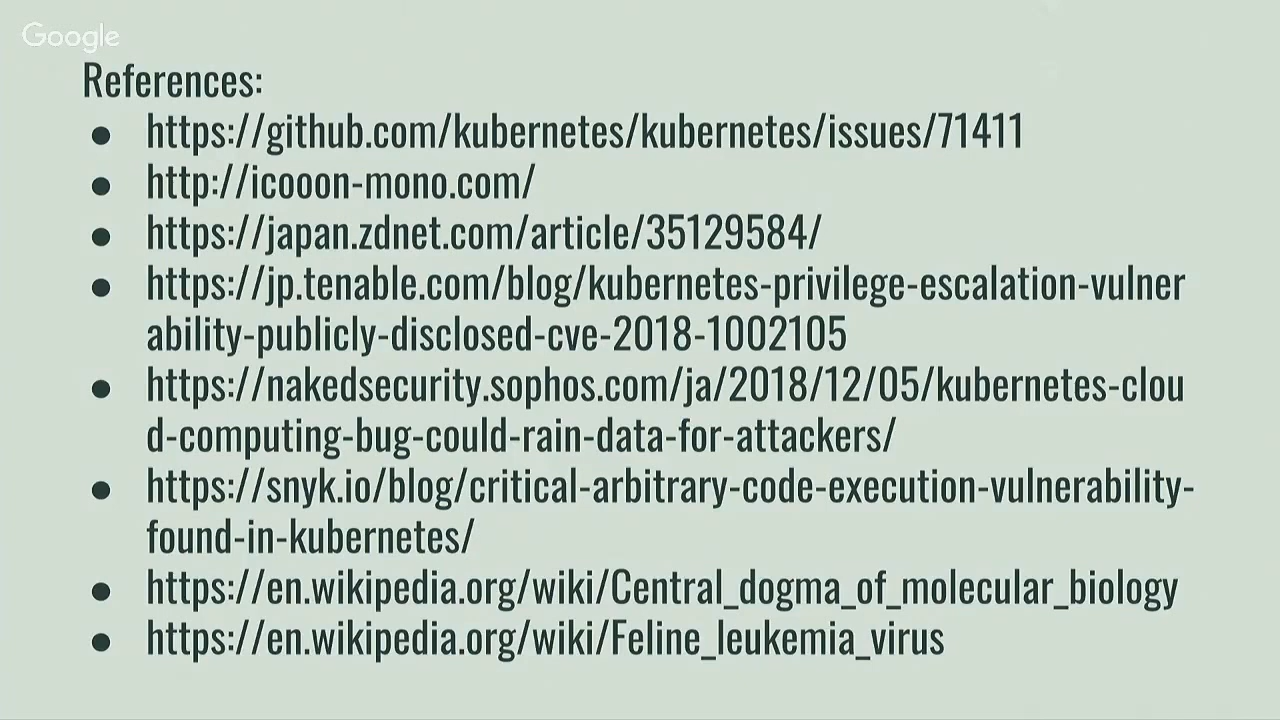 Google
References:
● https://github.com/kubernetes/kubernetes/issues/71411
● http://icooon-mono.com/
● https://japan.zdnet.com/article/35129584/
● https://jp.tenable.com/blog/kubernetes-privilege-escalation-vulner
ability-publicly-disclosed-cve-2018-1002105
● https://nakedsecurity.sophos.com/ja/2018/12/05/kubernetes-clou
d-computing-bug-could-rain-data-for-attackers/
● https://snyk.io/blog/critical-arbitrary-code-execution-vulnerability-
found-in-kubernetes/
● https://en.wikipedia.org/wiki/Central_dogma_of_molecular_biology
● https://en.wikipedia.org/wiki/Feline_leukemia_virus